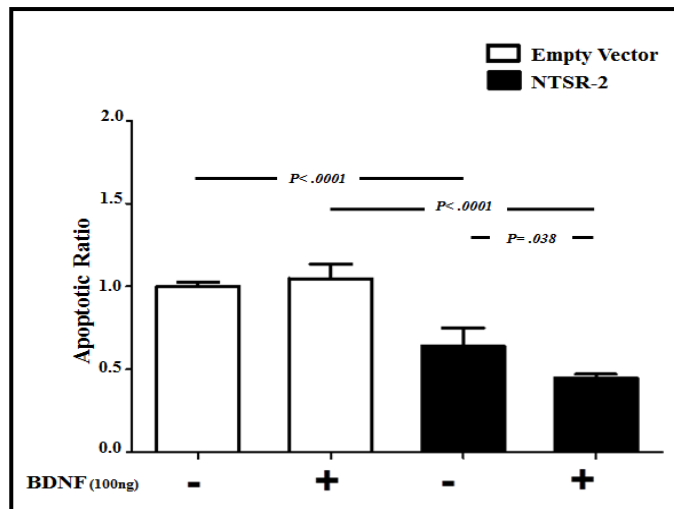 Empty Vector
NTSR-2
2.0
P< .0001
1.5
P< .0001
P= .038
1.0
0.5
0.0
Apoptotic Ratio
BDNF (100ng) - + - +